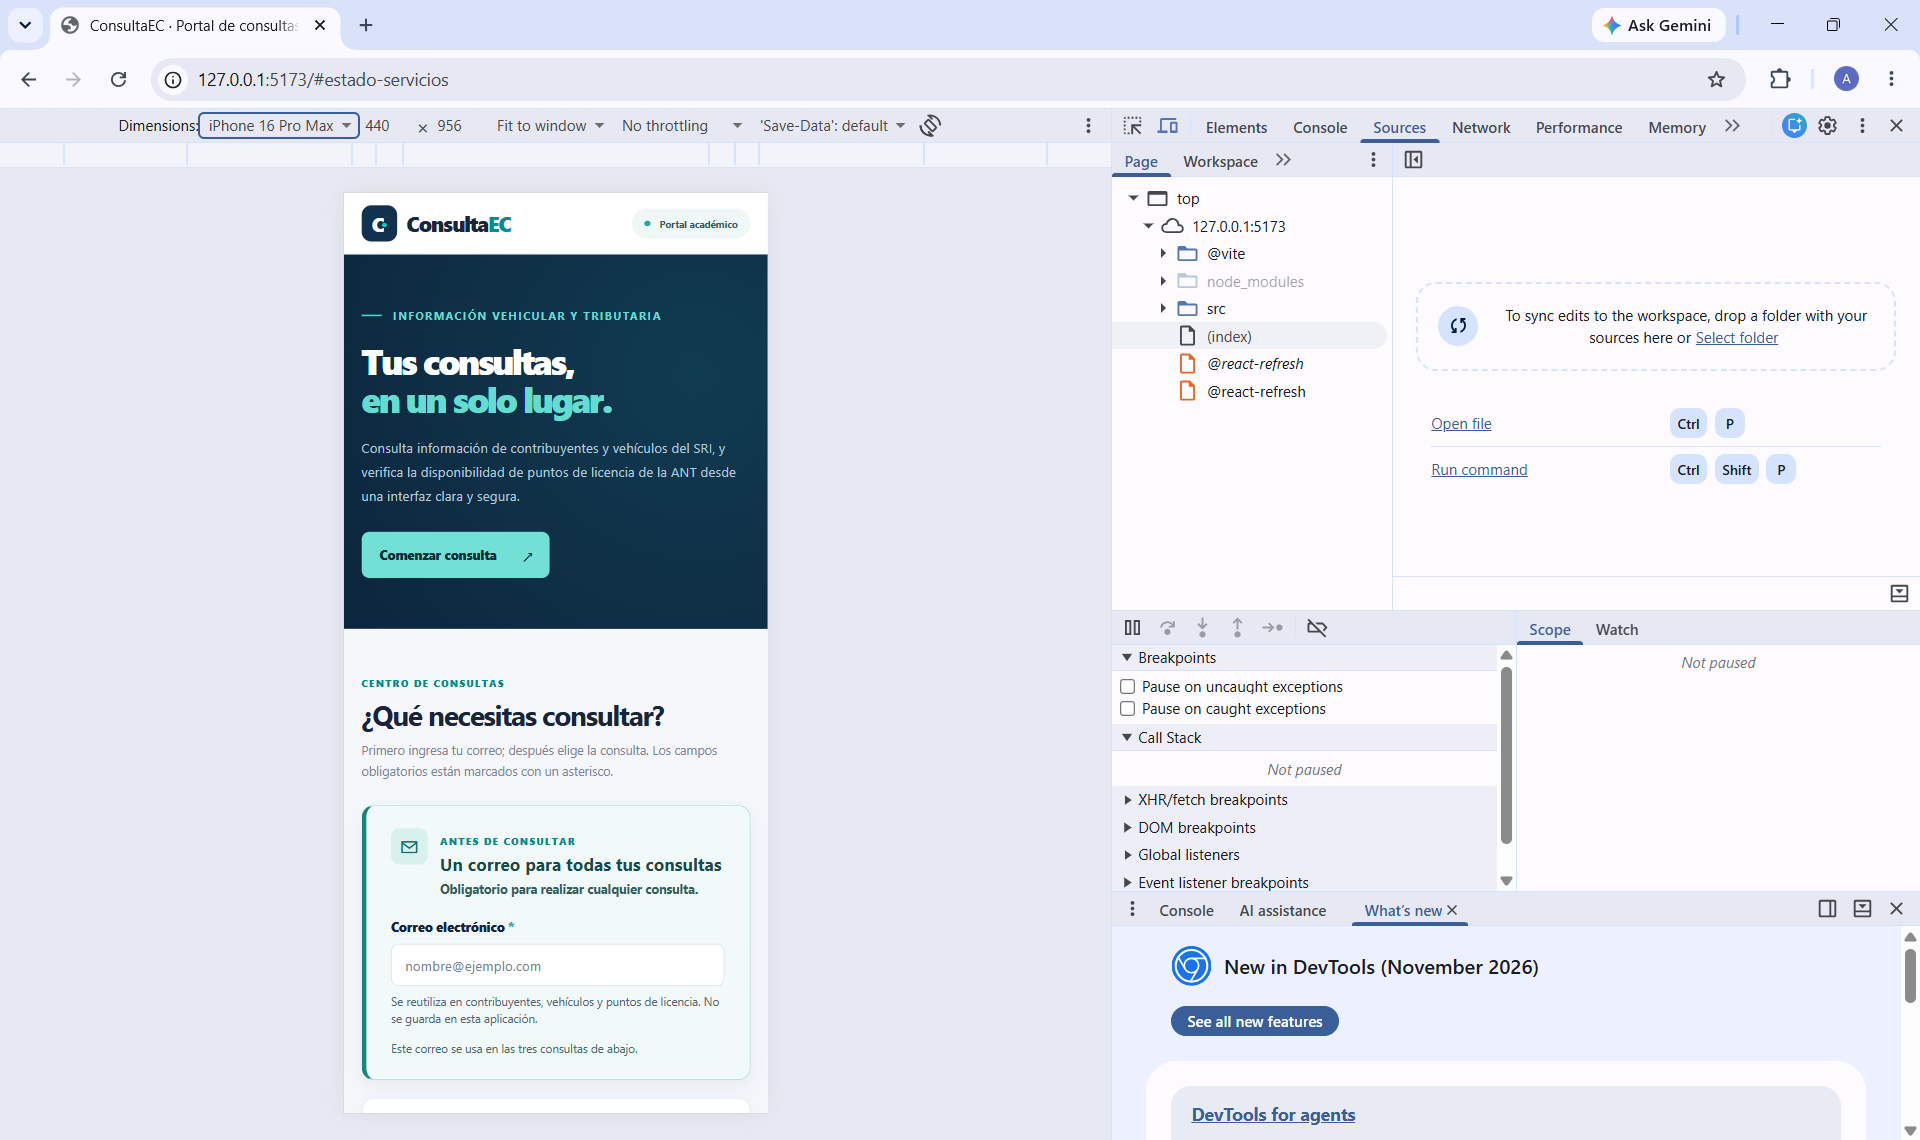 ConsultaEC · Portal de consultas
Ask Gemini
127.0.0.1:5173/#estado-servicios
A
Dimensions: iPhone 16 Pro Max 440 × 956 Fit to window No throttling 'Save-Data': default
Elements Console Sources Network Performance Memory
Page Workspace
top
127.0.0.1:5173
@vite
node_modules
src
(index)
@react-refresh
@react-refresh
To sync edits to the workspace, drop a folder with your
sources here or Select folder
Open file Ctrl P
Run command Ctrl Shift P
C ConsultaEC
Portal académico
INFORMACIÓN VEHICULAR Y TRIBUTARIA
Tus consultas,
en un solo lugar.
Consulta información de contribuyentes y vehículos del SRI, y
verifica la disponibilidad de puntos de licencia de la ANT desde
una interfaz clara y segura.
Comenzar consulta ↗
CENTRO DE CONSULTAS
¿Qué necesitas consultar?
Primero ingresa tu correo; después elige la consulta. Los campos
obligatorios están marcados con un asterisco.
ANTES DE CONSULTAR
Un correo para todas tus consultas
Obligatorio para realizar cualquier consulta.
Correo electrónico *
nombre@ejemplo.com
Se reutiliza en contribuyentes, vehículos y puntos de licencia. No
se guarda en esta aplicación.
Este correo se usa en las tres consultas de abajo.
Scope Watch
Not paused
Breakpoints
Pause on uncaught exceptions
Pause on caught exceptions
Call Stack
Not paused
XHR/fetch breakpoints
DOM breakpoints
Global listeners
Event listener breakpoints
Console AI assistance What's new
New in DevTools (November 2026)
See all new features
DevTools for agents